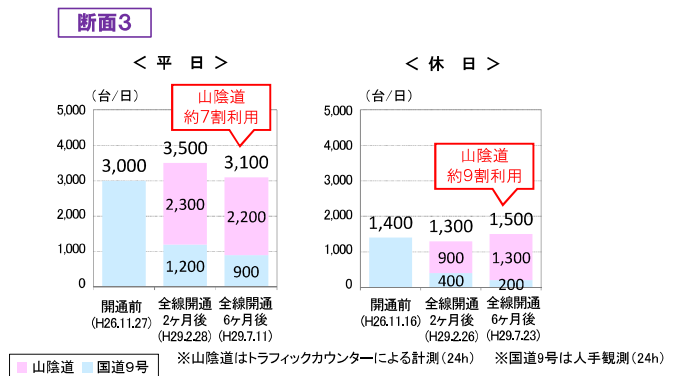 断面3
＜ 平 日 ＞
(台/日)
5,000
4,000
3,000
2,000
1,000
0
山陰道
約7割利用
3,000
3,500
3,100
2,300
2,200
1,200
900
開通前
(H26.11.27)
全線開通
2ヶ月後
(H29.2.28)
全線開通
6ヶ月後
(H29.7.11)
＜ 休 日 ＞
(台/日)
5,000
4,000
3,000
2,000
1,000
0
山陰道
約9割利用
1,400
1,300
1,500
900
1,300
400
200
開通前
(H26.11.16)
全線開通
2ヶ月後
(H29.2.26)
全線開通
6ヶ月後
(H29.7.23)
山陰道 国道9号
※山陰道はトラフィックカウンターによる計測(24h) ※国道9号は人手観測(24h)